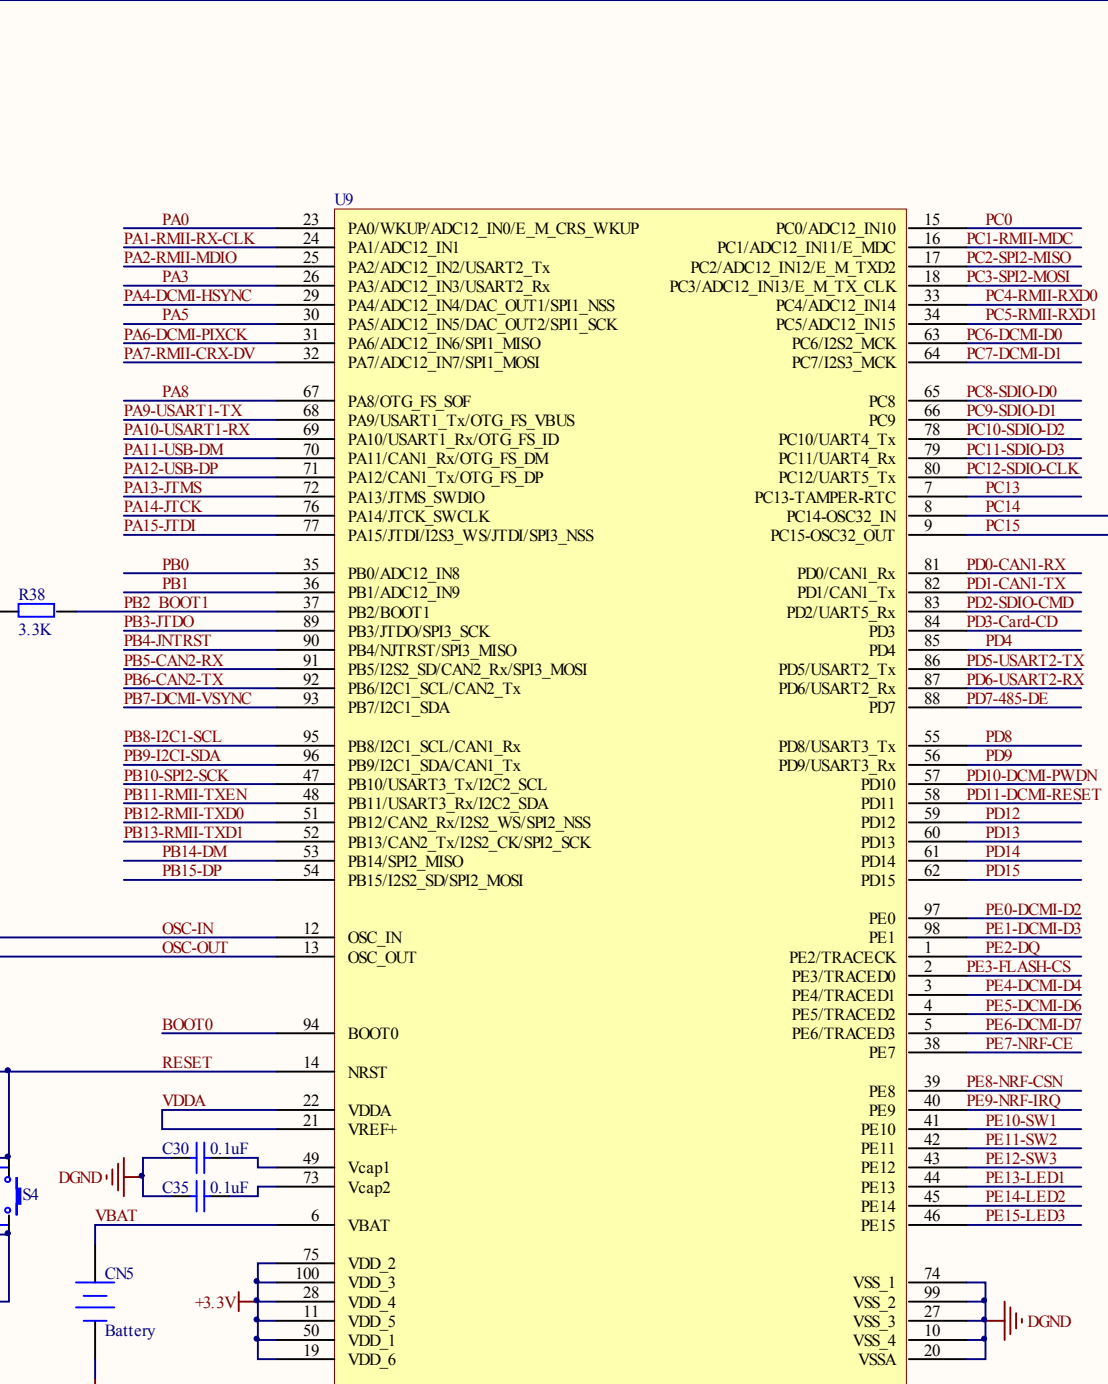 U9
PA0 23 PA0/WKUP/ADC12_IN0/E_M_CRS_WKUP PC0/ADC12_IN10 15 PC0
PA1-RMII-RX-CLK 24 PA1/ADC12_IN1 PC1/ADC12_IN11/E_MDC 16 PC1-RMII-MDC
PA2-RMII-MDIO 25 PA2/ADC12_IN2/USART2_Tx PC2/ADC12_IN12/E_M_TXD2 17 PC2-SPI2-MISO
PA3 26 PA3/ADC12_IN3/USART2_Rx PC3/ADC12_IN13/E_M_TX_CLK 18 PC3-SPI2-MOSI
PA4-DCMI-HSYNC 29 PA4/ADC12_IN4/DAC_OUT1/SPI1_NSS PC4/ADC12_IN14 33 PC4-RMII-RXD0
PA5 30 PA5/ADC12_IN5/DAC_OUT2/SPI1_SCK PC5/ADC12_IN15 34 PC5-RMII-RXD1
PA6-DCMI-PIXCK 31 PA6/ADC12_IN6/SPI1_MISO PC6/I2S2_MCK 63 PC6-DCMI-D0
PA7-RMII-CRX-DV 32 PA7/ADC12_IN7/SPI1_MOSI PC7/I2S3_MCK 64 PC7-DCMI-D1
PA8 67 PA8/OTG_FS_SOF PC8 65 PC8-SDIO-D0
PA9-USART1-TX 68 PA9/USART1_Tx/OTG_FS_VBUS PC9 66 PC9-SDIO-D1
PA10-USART1-RX 69 PA10/USART1_Rx/OTG_FS_ID PC10/UART4_Tx 78 PC10-SDIO-D2
PA11-USB-DM 70 PA11/CAN1_Rx/OTG_FS_DM PC11/UART4_Rx 79 PC11-SDIO-D3
PA12-USB-DP 71 PA12/CAN1_Tx/OTG_FS_DP PC12/UART5_Tx 80 PC12-SDIO-CLK
PA13-JTMS 72 PA13/JTMS_SWDIO PC13-TAMPER-RTC 7 PC13
PA14-JTCK 76 PA14/JTCK_SWCLK PC14-OSC32_IN 8 PC14
PA15-JTDI 77 PA15/JTDI/I2S3_WS/JTDI/SPI3_NSS PC15-OSC32_OUT 9 PC15
PB0 35 PB0/ADC12_IN8 PD0/CAN1_Rx 81 PD0-CAN1-RX
PB1 36 PB1/ADC12_IN9 PD1/CAN1_Tx 82 PD1-CAN1-TX
R38 3.3K PB2_BOOT1 37 PB2/BOOT1 PD2/UART5_Rx 83 PD2-SDIO-CMD
PB3-JTDO 89 PB3/JTDO/SPI3_SCK PD3 84 PD3-Card-CD
PB4-JNTRST 90 PB4/NJTRST/SPI3_MISO PD4 85 PD4
PB5-CAN2-RX 91 PB5/I2S2_SD/CAN2_Rx/SPI3_MOSI PD5/USART2_Tx 86 PD5-USART2-TX
PB6-CAN2-TX 92 PB6/I2C1_SCL/CAN2_Tx PD6/USART2_Rx 87 PD6-USART2-RX
PB7-DCMI-VSYNC 93 PB7/I2C1_SDA PD7 88 PD7-485-DE
PB8-I2C1-SCL 95 PB8/I2C1_SCL/CAN1_Rx PD8/USART3_Tx 55 PD8
PB9-I2CI-SDA 96 PB9/I2C1_SDA/CAN1_Tx PD9/USART3_Rx 56 PD9
PB10-SPI2-SCK 47 PB10/USART3_Tx/I2C2_SCL PD10 57 PD10-DCMI-PWDN
PB11-RMII-TXEN 48 PB11/USART3_Rx/I2C2_SDA PD11 58 PD11-DCMI-RESET
PB12-RMII-TXD0 51 PB12/CAN2_Rx/I2S2_WS/SPI2_NSS PD12 59 PD12
PB13-RMII-TXD1 52 PB13/CAN2_Tx/I2S2_CK/SPI2_SCK PD13 60 PD13
PB14-DM 53 PB14/SPI2_MISO PD14 61 PD14
PB15-DP 54 PB15/I2S2_SD/SPI2_MOSI PD15 62 PD15
PE0 97 PE0-DCMI-D2
OSC-IN 12 OSC_IN PE1 98 PE1-DCMI-D3
OSC-OUT 13 OSC_OUT PE2/TRACECK 1 PE2-DQ
PE3/TRACED0 2 PE3-FLASH-CS
PE4/TRACED1 3 PE4-DCMI-D4
PE5/TRACED2 4 PE5-DCMI-D6
BOOT0 94 BOOT0 PE6/TRACED3 5 PE6-DCMI-D7
PE7 38 PE7-NRF-CE
RESET 14 NRST
PE8 39 PE8-NRF-CSN
VDDA 22 VDDA PE9 40 PE9-NRF-IRQ
21 VREF+ PE10 41 PE10-SW1
PE11 42 PE11-SW2
C30 0.1uF 49 Vcap1 PE12 43 PE12-SW3
DGND
C35 0.1uF 73 Vcap2 PE13 44 PE13-LED1
S4 PE14 45 PE14-LED2
VBAT 6 VBAT PE15 46 PE15-LED3
75 VDD_2
CN5 100 VDD_3 VSS_1 74
+3.3V 28 VDD_4 VSS_2 99
11 VDD_5 VSS_3 27 DGND
Battery 50 VDD_1 VSS_4 10
19 VDD_6 VSSA 20